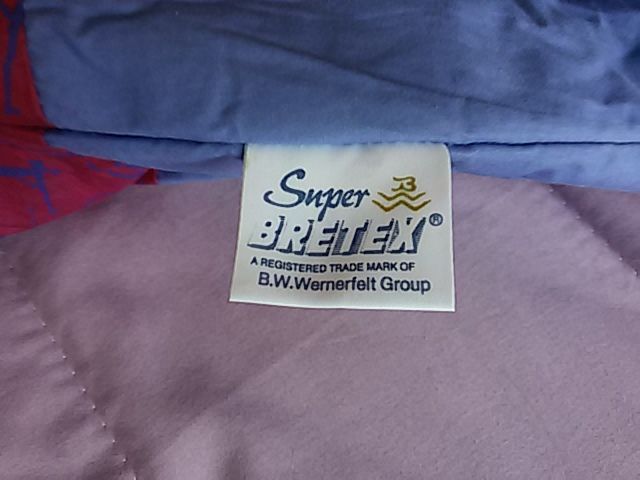 Super
BRETEX®
A REGISTERED TRADE MARK OF
B.W.Wernerfelt Group